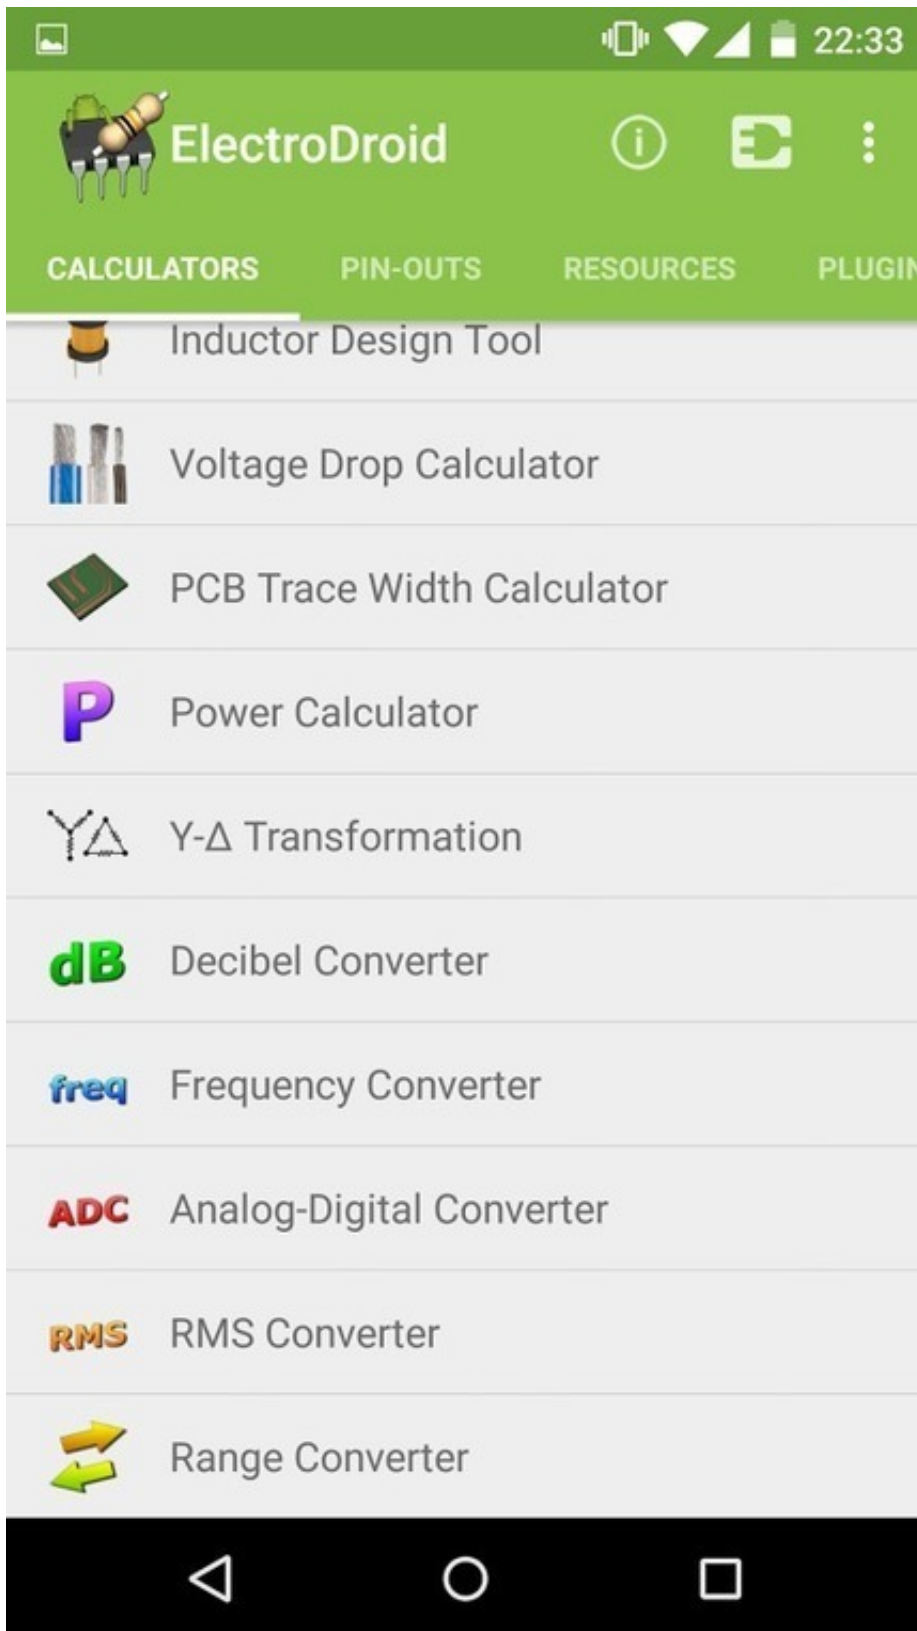 22:33
ElectroDroid
CALCULATORS PIN-OUTS RESOURCES PLUGIN
Inductor Design Tool
Voltage Drop Calculator
PCB Trace Width Calculator
P Power Calculator
Y-Δ Transformation
dB Decibel Converter
freq Frequency Converter
ADC Analog-Digital Converter
RMS RMS Converter
Range Converter